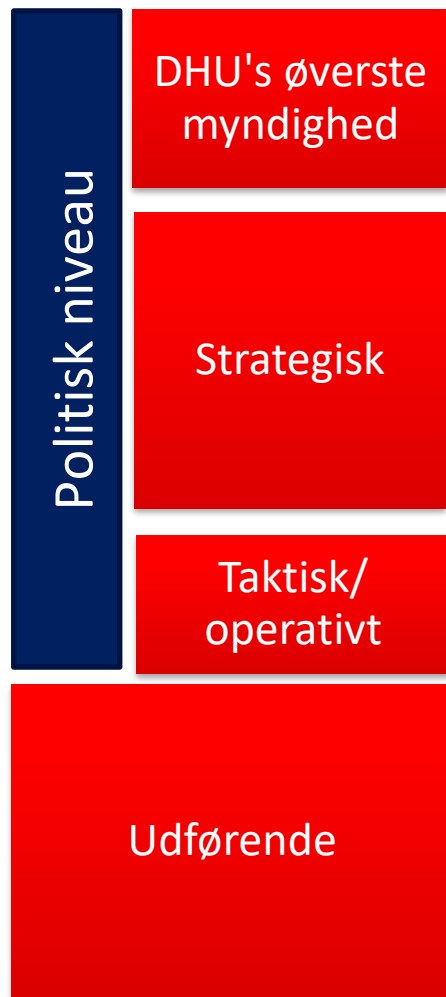 Politisk niveau
DHU's øverste
myndighed
Strategisk
Taktisk/
operativt
Udførende